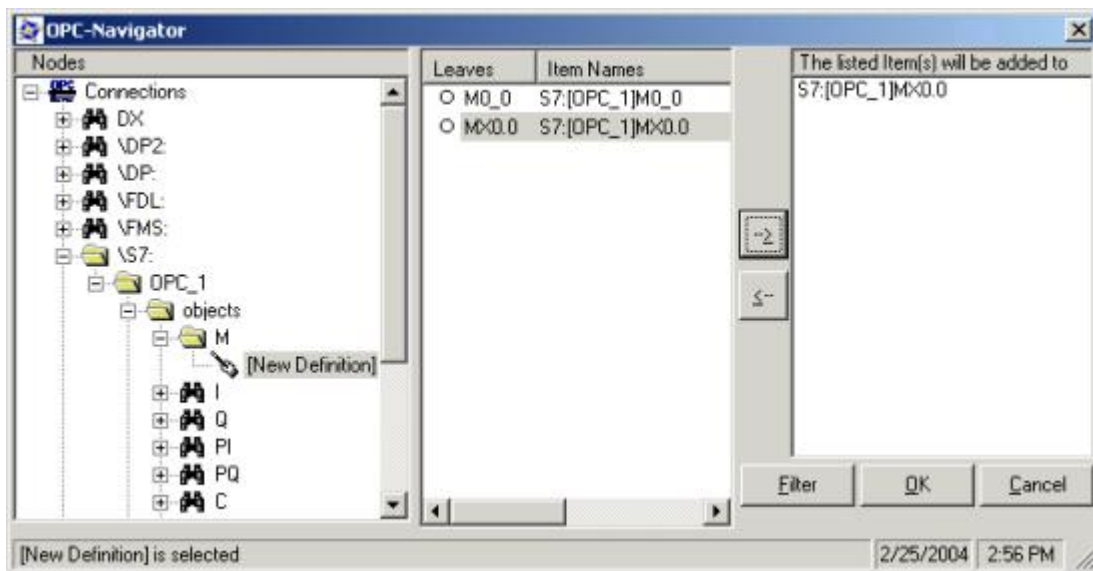 OPC-Navigator
Nodes
Connections
DX
\DP2:
\DP:
\FDL:
\FMS:
\S7:
OPC_1
objects
M
[New Definition]
I
Q
PI
PQ
C
Leaves Item Names
M0_0 S7:[OPC_1]M0_0
MX0.0 S7:[OPC_1]MX0.0
-->
<--
The listed Item(s) will be added to
S7:[OPC_1]MX0.0
Filter OK Cancel
[New Definition] is selected 2/25/2004 2:56 PM